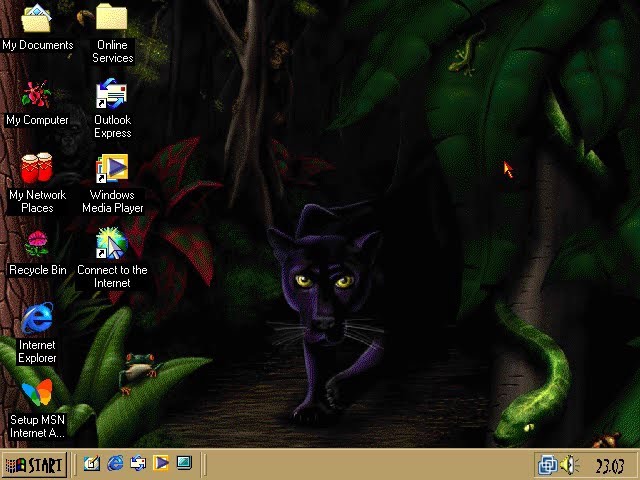 My Documents
Online
Services
My Computer
Outlook
Express
My Network
Places
Windows
Media Player
Recycle Bin
Connect to the
Internet
Internet
Explorer
Setup MSN
Internet A...
START
23:03